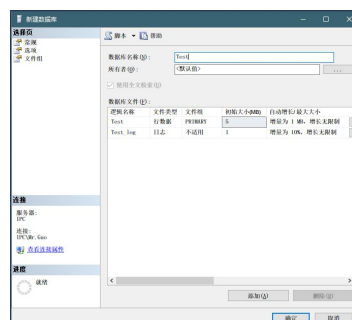 新建数据库
选择页
常规
选项
文件组
脚本 帮助
数据库名称(N): Test
所有者(O): <默认值> ...
使用全文检索(U)
数据库文件(F):
逻辑名称 文件类型 文件组 初始大小(MB) 自动增长/最大大小
Test 行数据 PRIMARY 5 增量为 1 MB, 增长无限制
Test_log 日志 不适用 1 增量为 10%, 增长无限制
连接
服务器:
IPC
连接:
IPC\Mr.Guo
查看连接属性
进度
就绪
添加(A) 删除(R)
确定 取消